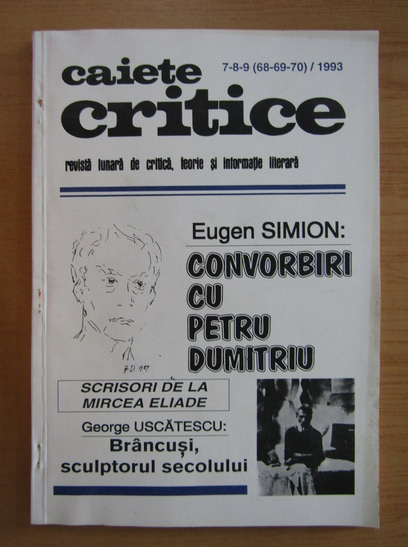 caiete
7-8-9 (68-69-70) / 1993
critice
revistă lunară de critică, teorie și informație literară
Eugen SIMION:
CONVORBIRI
CU
PETRU
DUMITRIU
SCRISORI DE LA
MIRCEA ELIADE
George USCĂTESCU:
Brâncuși,
sculptorul secolului